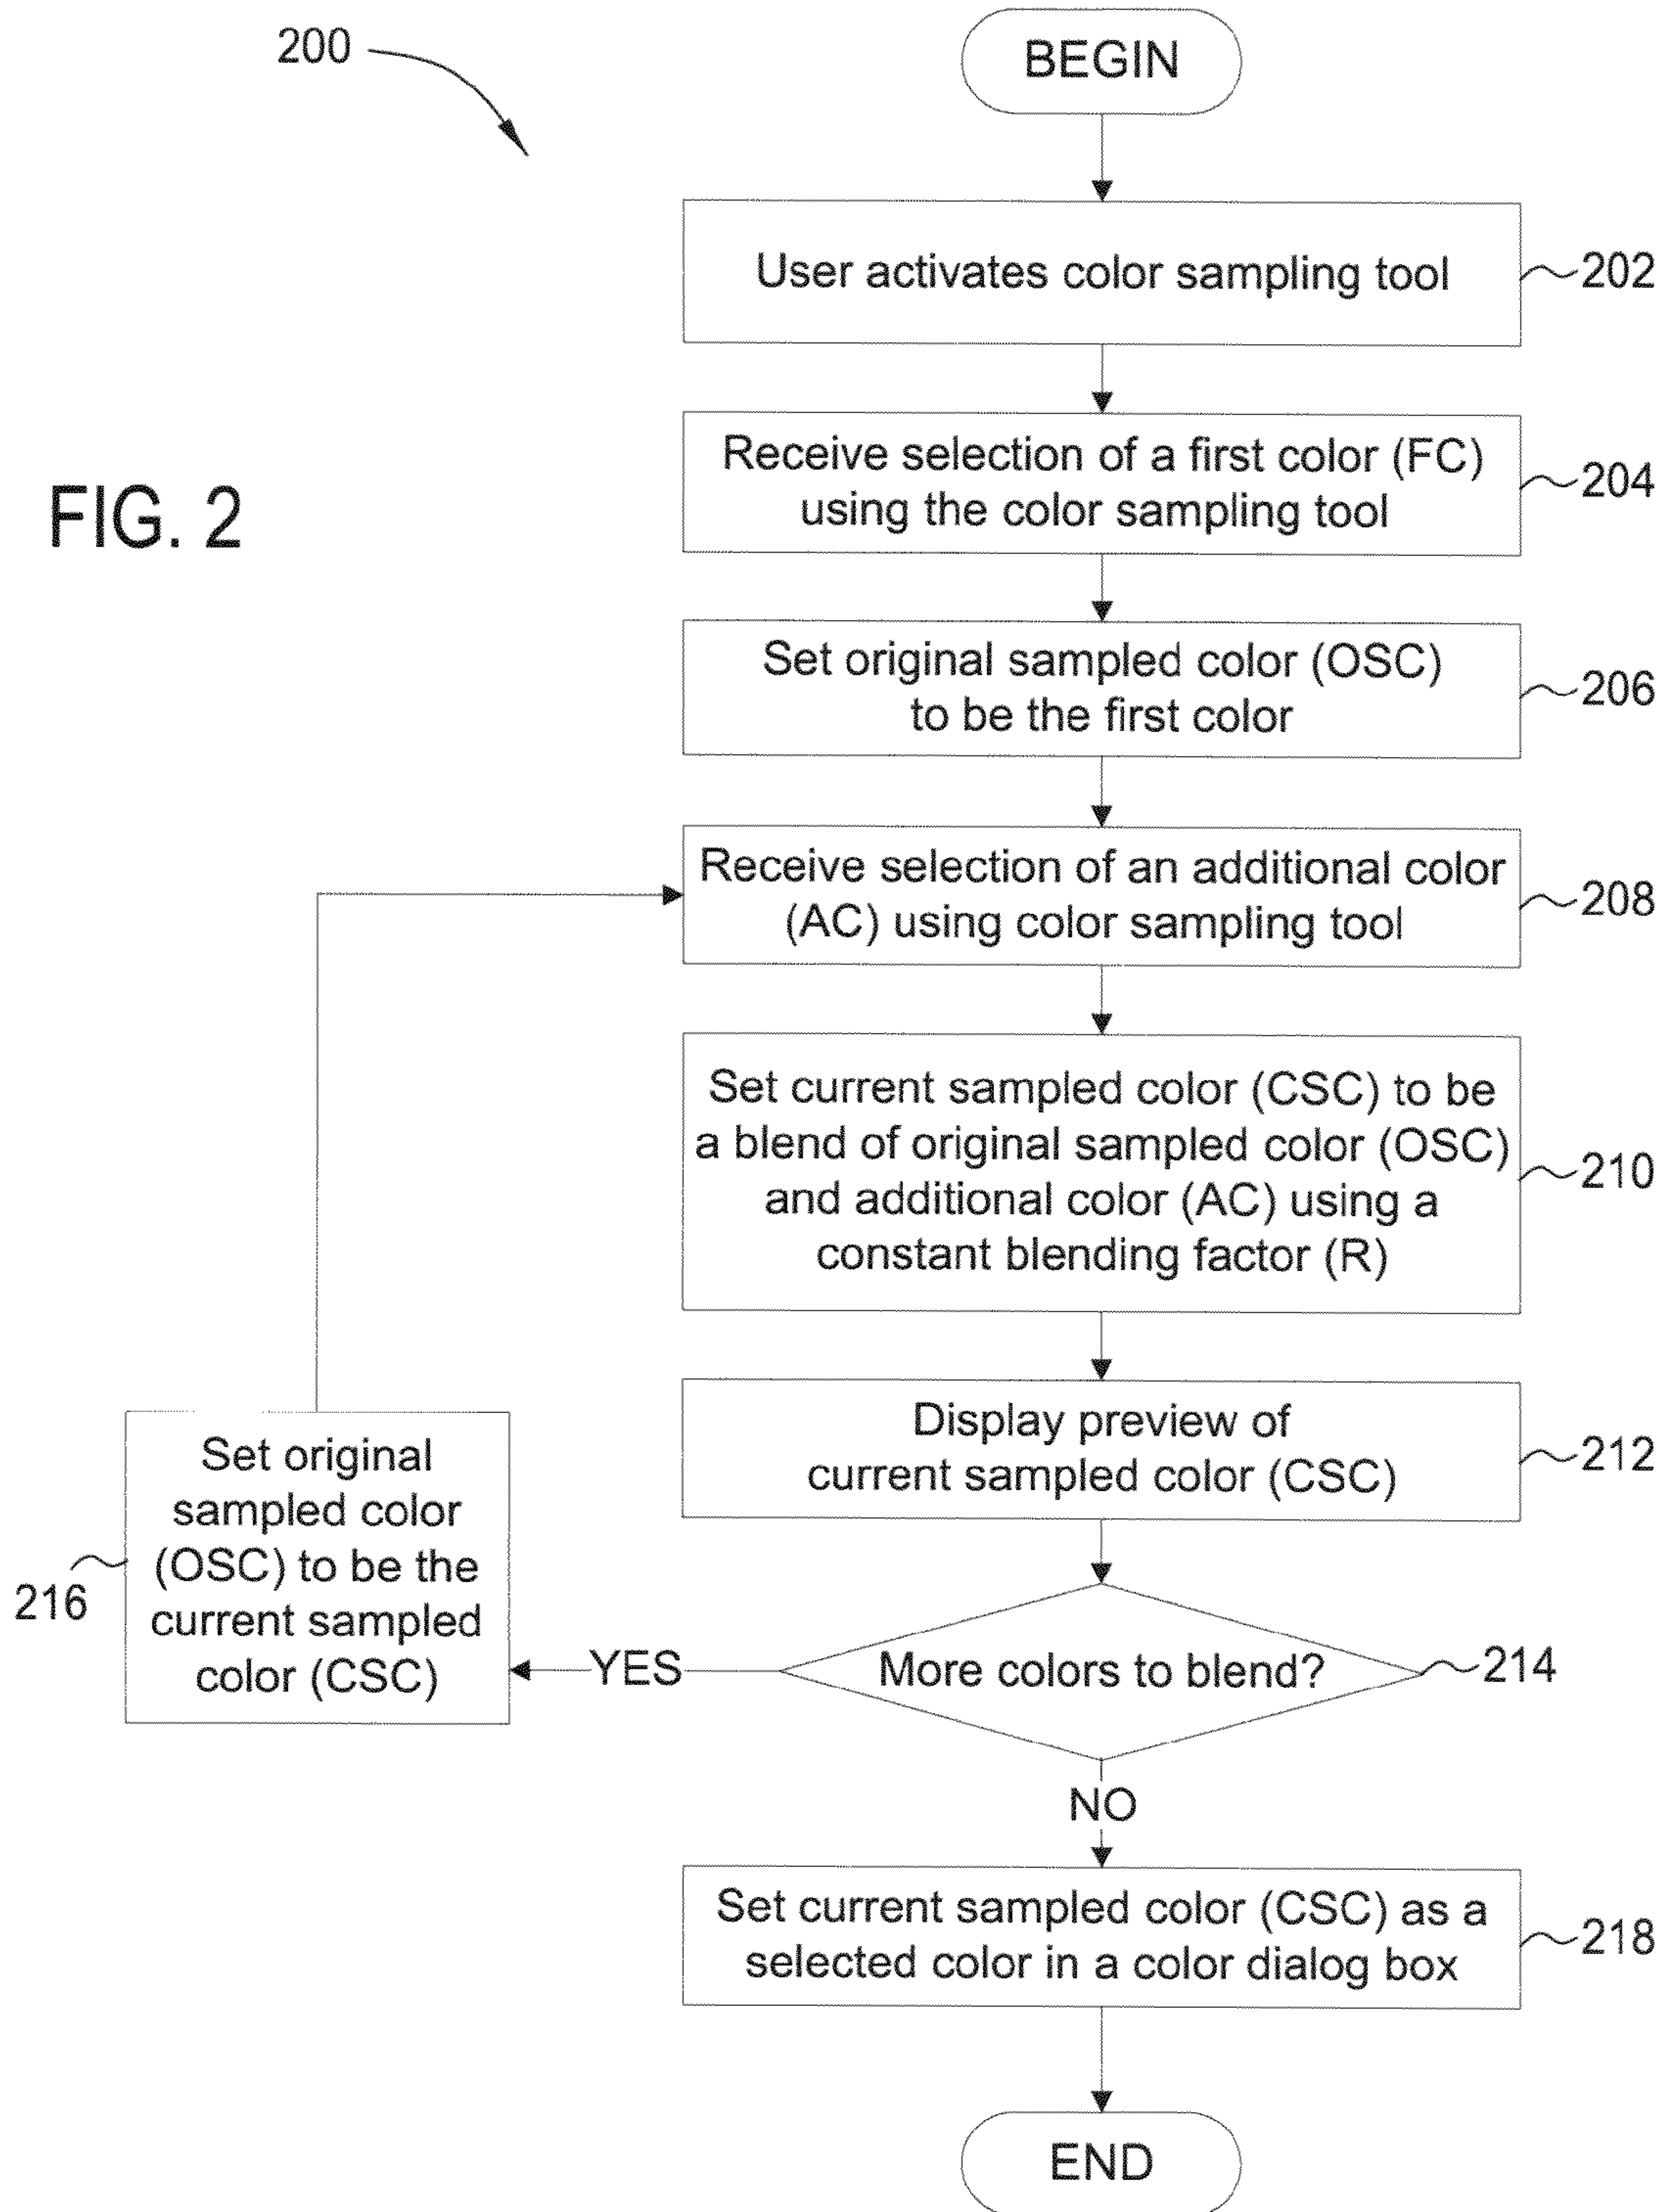 200
BEGIN
User activates color sampling tool
202
FIG. 2
Receive selection of a first color (FC)
using the color sampling tool
204
Set original sampled color (OSC)
to be the first color
206
Receive selection of an additional color
(AC) using color sampling tool
208
Set current sampled color (CSC) to be
a blend of original sampled color (OSC)
and additional color (AC) using a
constant blending factor (R)
210
Display preview of
current sampled color (CSC)
212
More colors to blend?
214
YES
Set original
sampled color
(OSC) to be the
current sampled
color (CSC)
216
NO
Set current sampled color (CSC) as a
selected color in a color dialog box
218
END